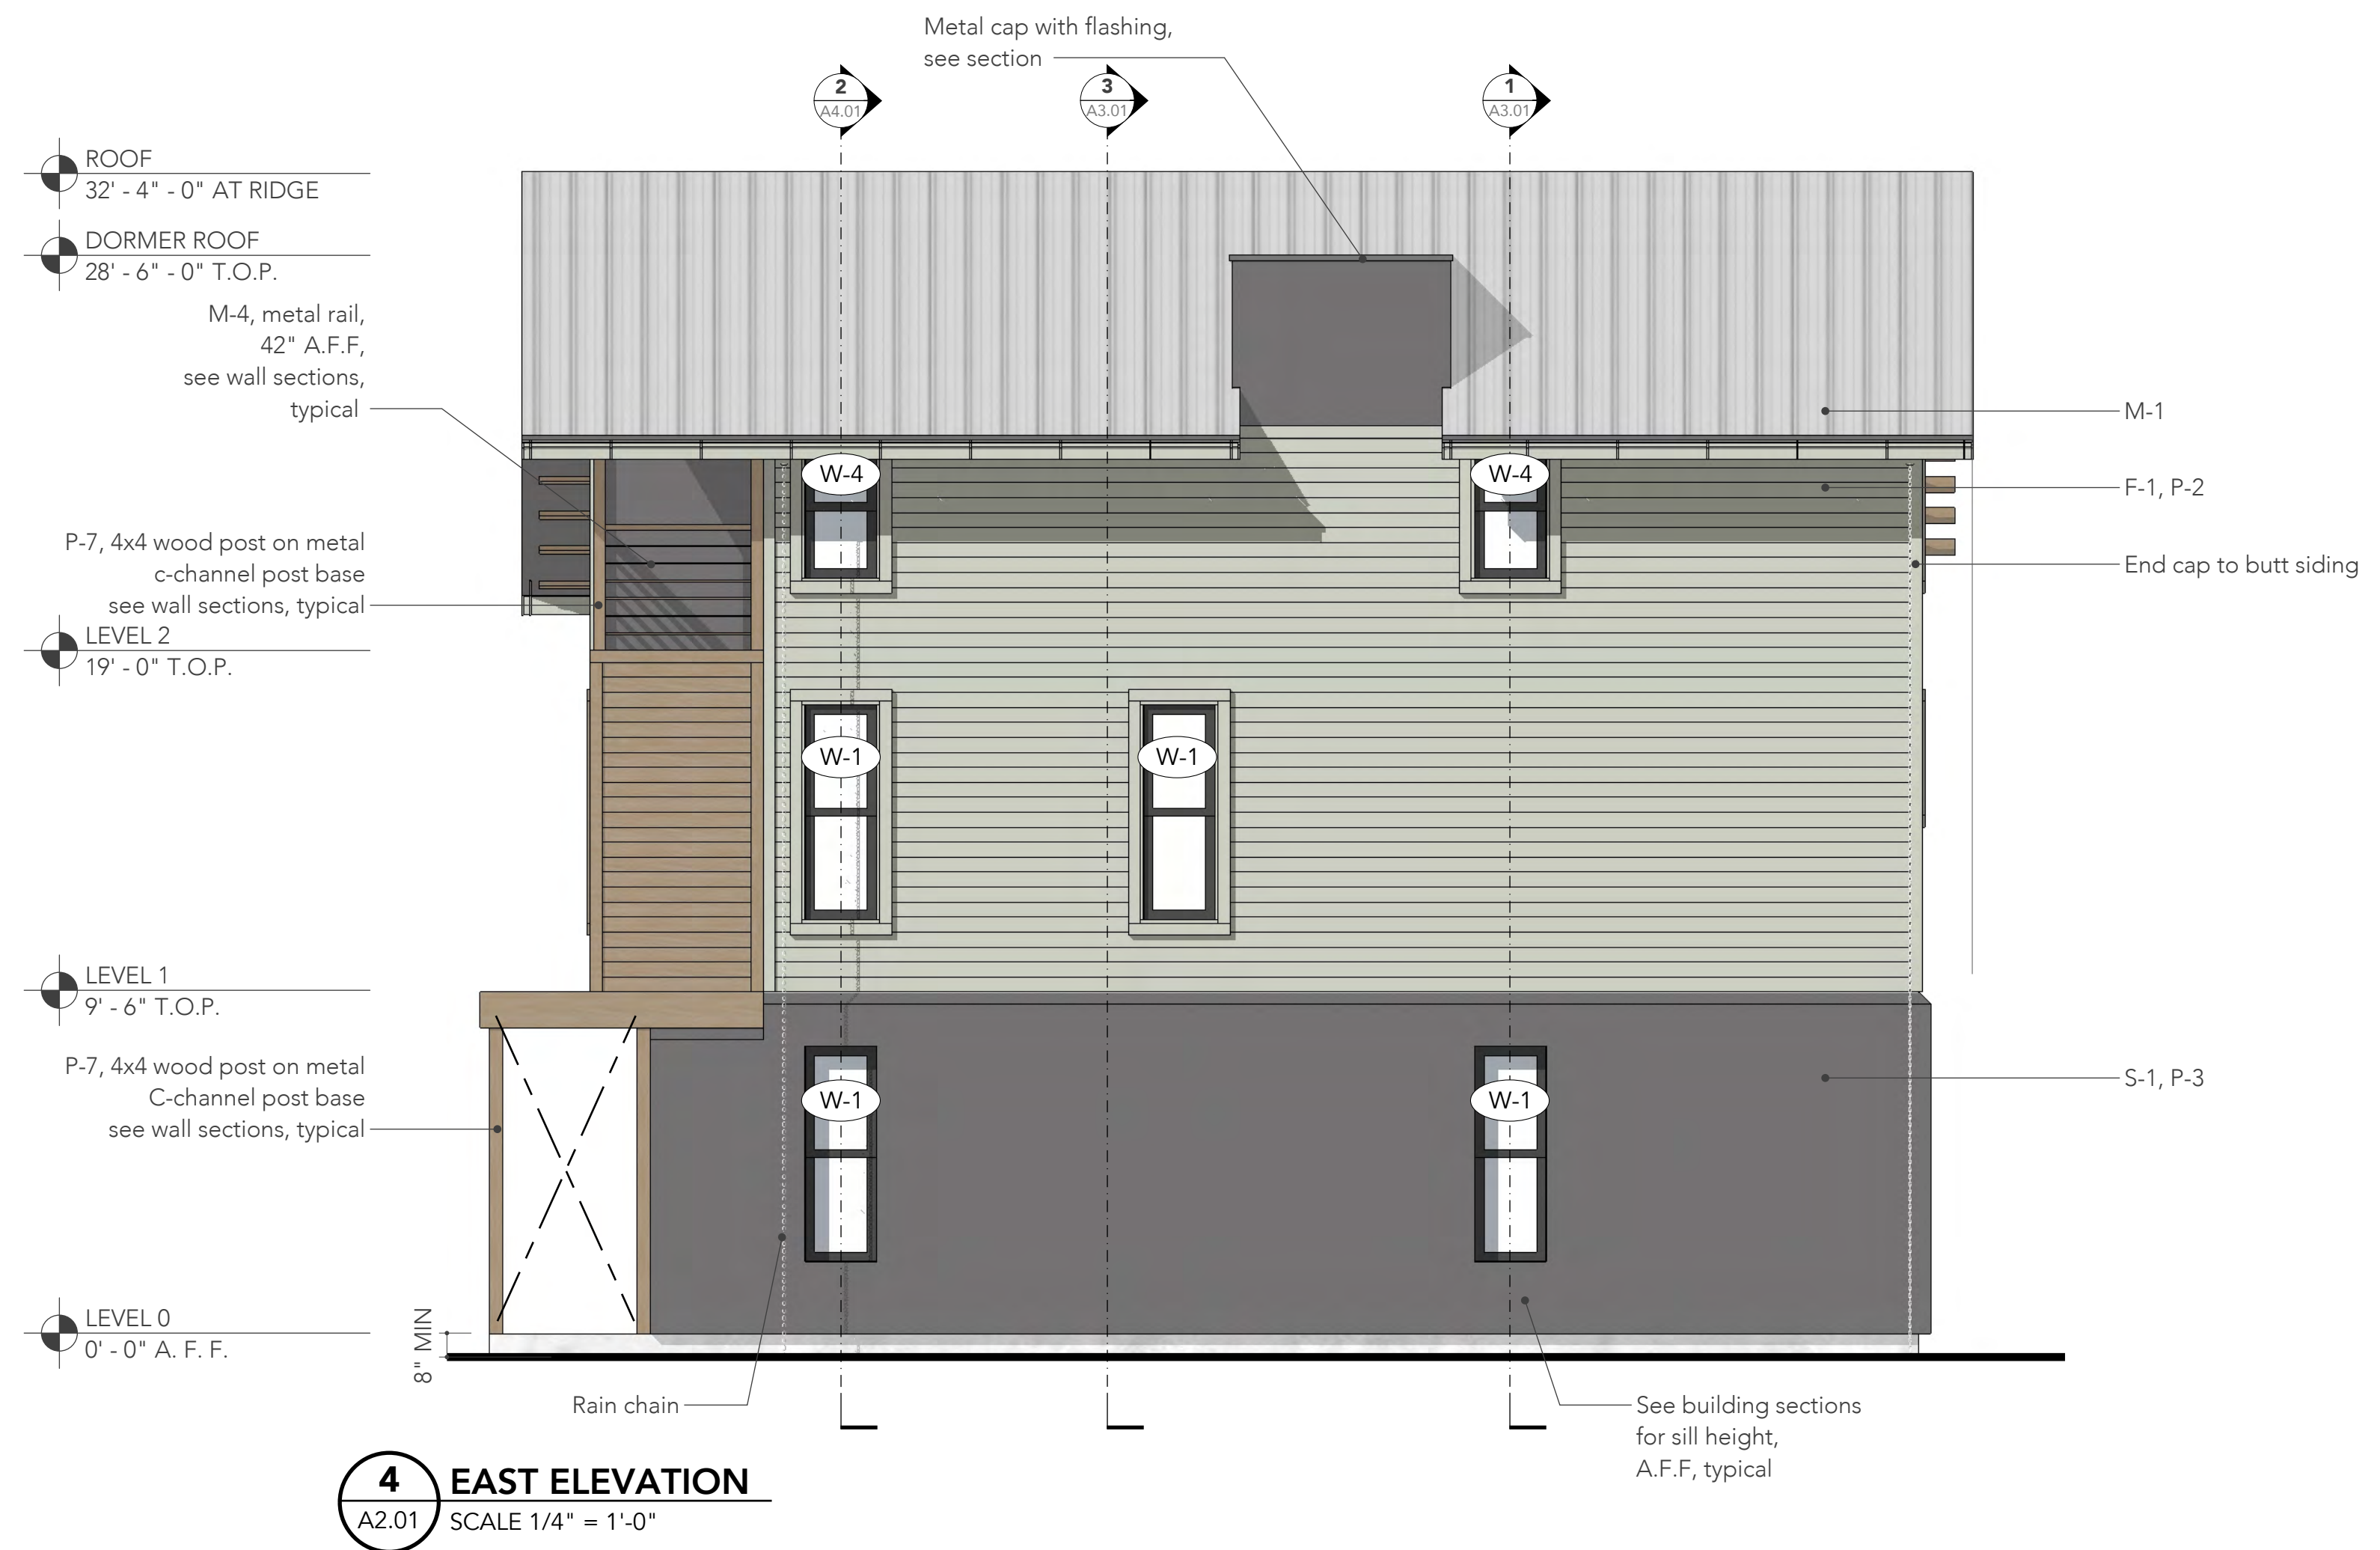 Metal cap with flashing,
see section
2
A4.01
3
A3.01
1
A3.01
ROOF
32' - 4" - 0" AT RIDGE
DORMER ROOF
28' - 6" - 0" T.O.P.
M-4, metal rail,
42" A.F.F,
see wall sections,
typical
M-1
W-4
W-4
F-1, P-2
P-7, 4x4 wood post on metal
c-channel post base
see wall sections, typical
End cap to butt siding
LEVEL 2
19' - 0" T.O.P.
W-1
W-1
LEVEL 1
9' - 6" T.O.P.
P-7, 4x4 wood post on metal
C-channel post base
see wall sections, typical
W-1
W-1
S-1, P-3
LEVEL 0
0' - 0" A. F. F.
8" MIN
Rain chain
See building sections
for sill height,
A.F.F, typical
4
A2.01
EAST ELEVATION
SCALE 1/4" = 1'-0"